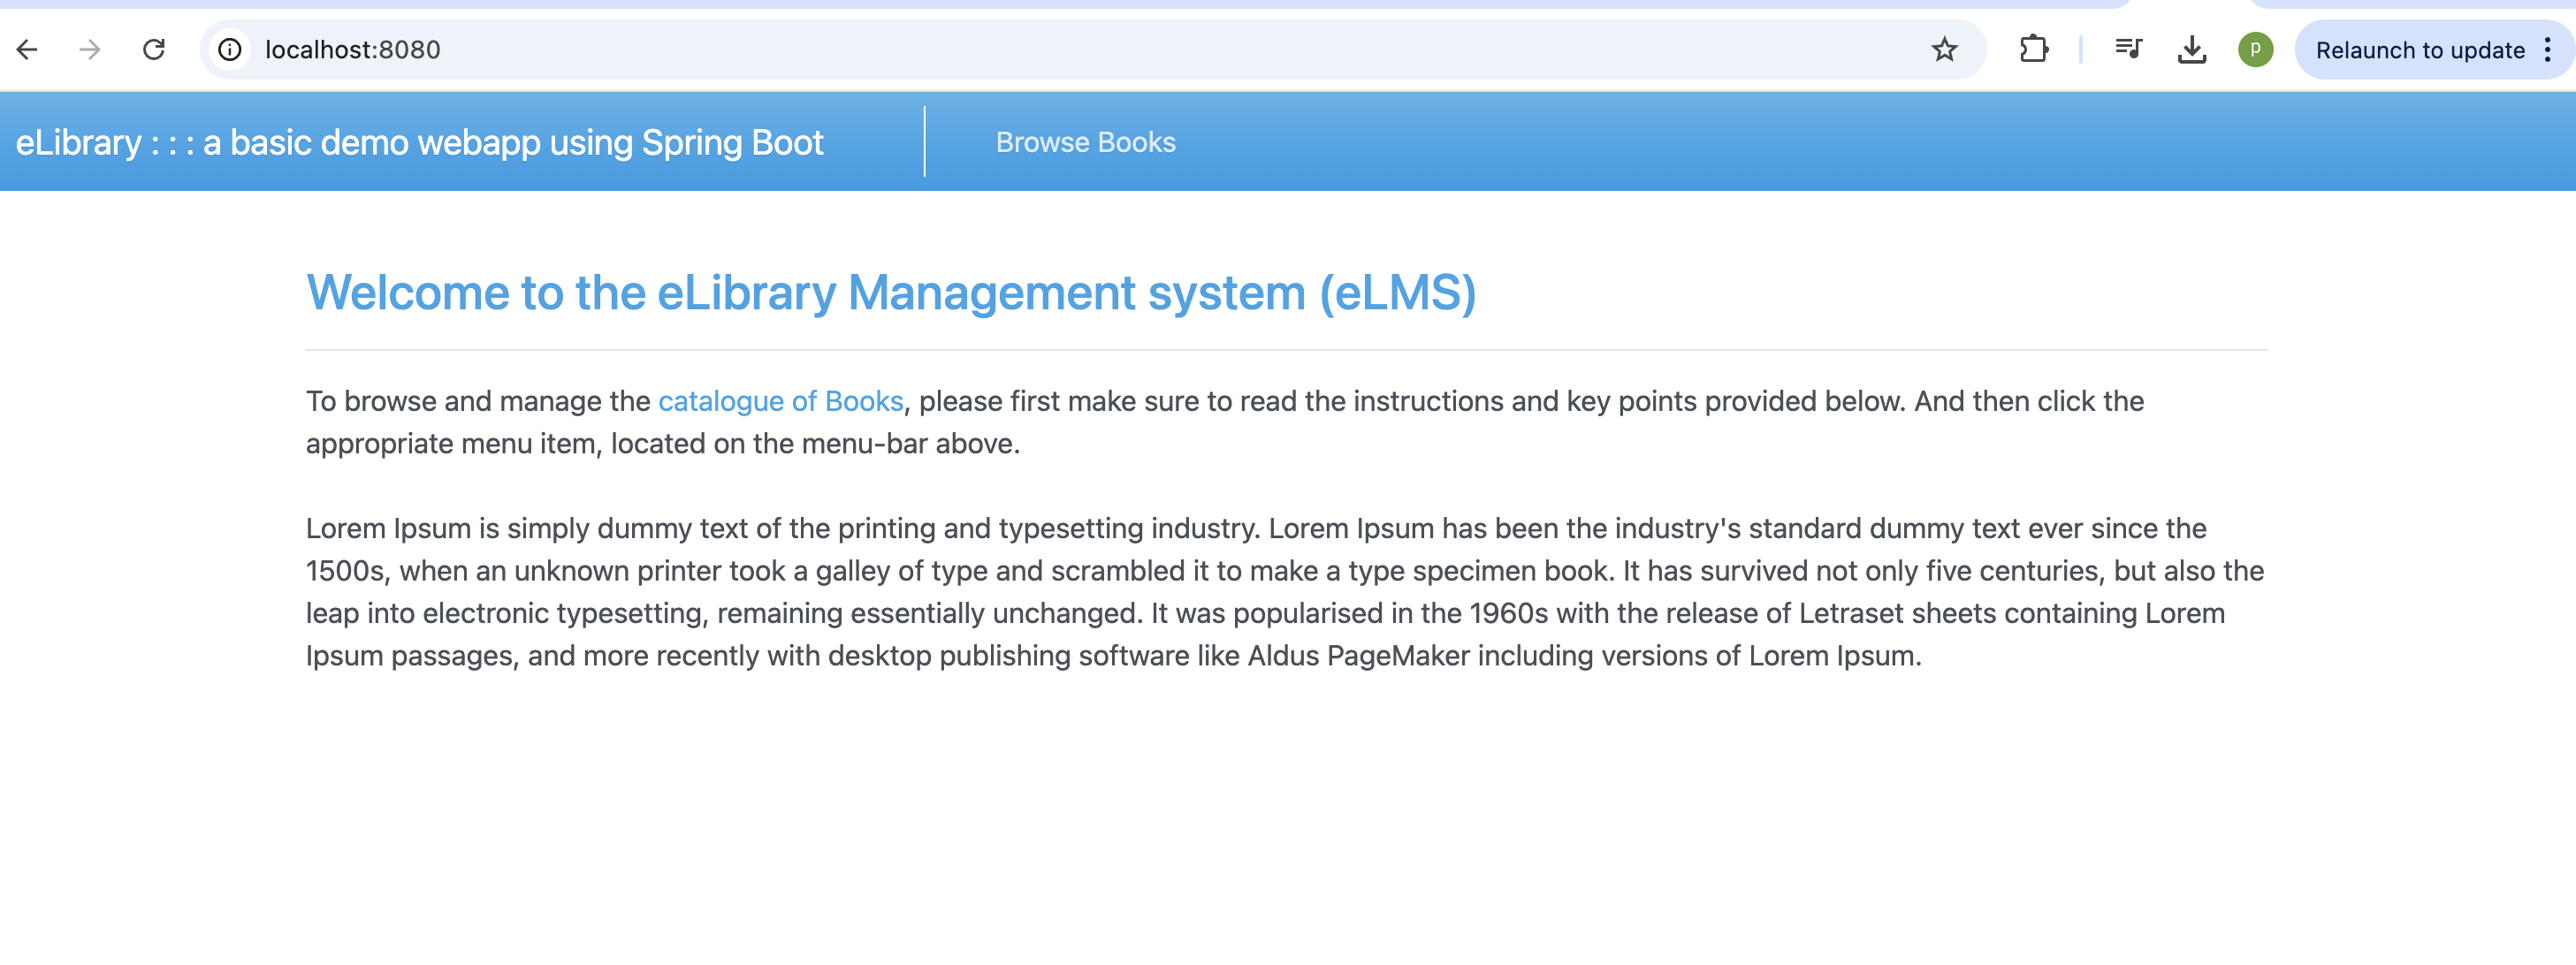 localhost:8080
p
Relaunch to update
eLibrary : : : a basic demo webapp using Spring Boot
Browse Books
Welcome to the eLibrary Management system (eLMS)
To browse and manage the catalogue of Books, please first make sure to read the instructions and key points provided below. And then click the
appropriate menu item, located on the menu-bar above.
Lorem Ipsum is simply dummy text of the printing and typesetting industry. Lorem Ipsum has been the industry's standard dummy text ever since the
1500s, when an unknown printer took a galley of type and scrambled it to make a type specimen book. It has survived not only five centuries, but also the
leap into electronic typesetting, remaining essentially unchanged. It was popularised in the 1960s with the release of Letraset sheets containing Lorem
Ipsum passages, and more recently with desktop publishing software like Aldus PageMaker including versions of Lorem Ipsum.